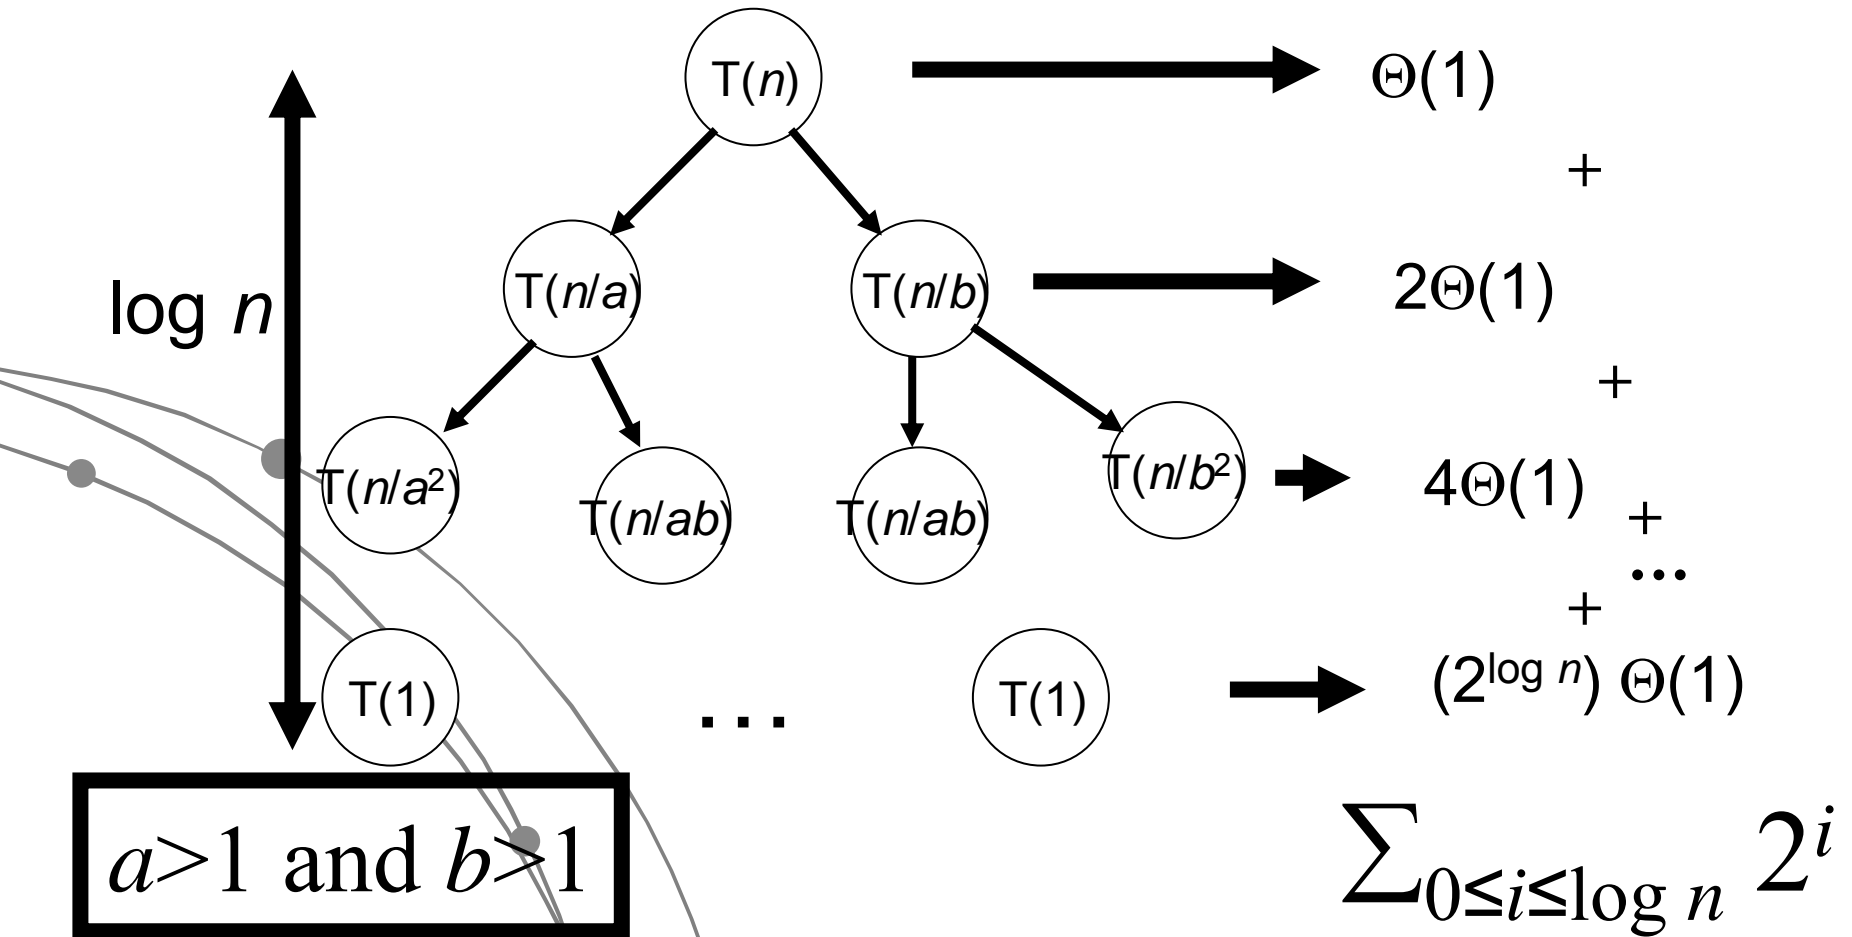 T(n) Θ(1)
+
log n T(n/a) T(n/b) 2Θ(1)
+
T(n/a²) T(n/ab) T(n/ab) T(n/b²) 4Θ(1)
+
...
+
T(1) ... T(1) (2^log n) Θ(1)
a>1 and b>1 ∑0≤i≤log n 2^i